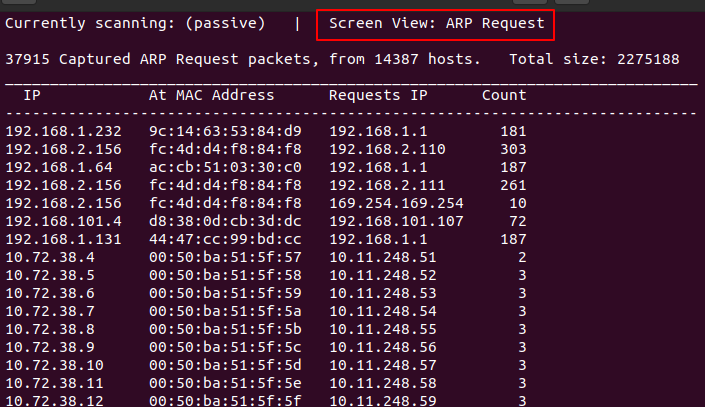 Currently scanning: (passive)   |   Screen View: ARP Request
37915 Captured ARP Request packets, from 14387 hosts.   Total size: 2275188
_____________________________________________________________________________
  IP            At MAC Address      Requests IP      Count
-----------------------------------------------------------------------------
192.168.1.232   9c:14:63:53:84:d9   192.168.1.1        181
192.168.2.156   fc:4d:d4:f8:84:f8   192.168.2.110      303
192.168.1.64    ac:cb:51:03:30:c0   192.168.1.1        187
192.168.2.156   fc:4d:d4:f8:84:f8   192.168.2.111      261
192.168.2.156   fc:4d:d4:f8:84:f8   169.254.169.254     10
192.168.101.4   d8:38:0d:cb:3d:dc   192.168.101.107     72
192.168.1.131   44:47:cc:99:bd:cc   192.168.1.1        187
10.72.38.4      00:50:ba:51:5f:57   10.11.248.51         2
10.72.38.5      00:50:ba:51:5f:58   10.11.248.52         3
10.72.38.6      00:50:ba:51:5f:59   10.11.248.53         3
10.72.38.7      00:50:ba:51:5f:5a   10.11.248.54         3
10.72.38.8      00:50:ba:51:5f:5b   10.11.248.55         3
10.72.38.9      00:50:ba:51:5f:5c   10.11.248.56         3
10.72.38.10     00:50:ba:51:5f:5d   10.11.248.57         3
10.72.38.11     00:50:ba:51:5f:5e   10.11.248.58         3
10.72.38.12     00:50:ba:51:5f:5f   10.11.248.59         3